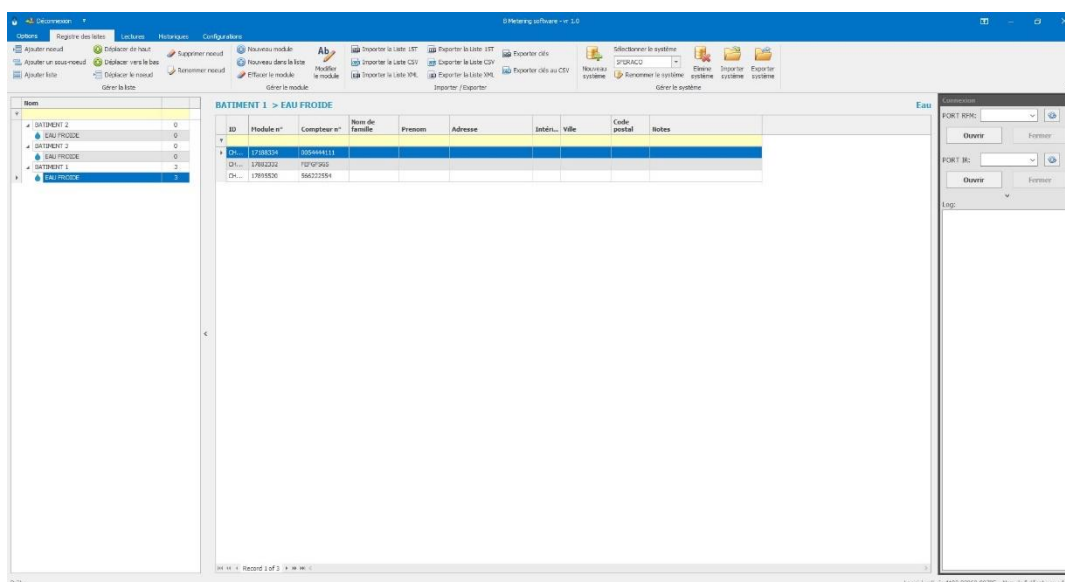 Déconnexion
B Metering software - vr 1.0
Options Registre des listes Lectures Historiques Configurations
Ajouter noeud Déplacer de haut Supprimer noeud Nouveau module Ab Importer la Liste 1ST Exporter la Liste 1ST Exporter clés Sélectionner le système
Ajouter un sous-noeud Déplacer vers le bas Nouveau dans la liste Importer la Liste CSV Exporter la Liste CSV SPERACO
Ajouter liste Déplacer le noeud Renommer noeud Effacer le module Modifier le module Importer la Liste XML Exporter la Liste XML Exporter clés au CSV Nouveau système Renommer le système Elimine système Importer système Exporter système
Gérer la liste Gérer le module Importer / Exporter Gérer le système
Nom
BATIMENT 2 0
EAU FROIDE 0
BATIMENT 3 0
EAU FROIDE 0
BATIMENT 1 3
EAU FROIDE 3
BATIMENT 1 > EAU FROIDE Eau
ID Module n° Compteur n° Nom de famille Prenom Adresse Intéri... Ville Code postal Notes
CH... 17188334
CH... 17882332
CH... 17895520 566222554
Record 1 of 3
Connexion
PORT RFM:
Ouvrir Fermer
PORT IR:
Ouvrir Fermer
Log: